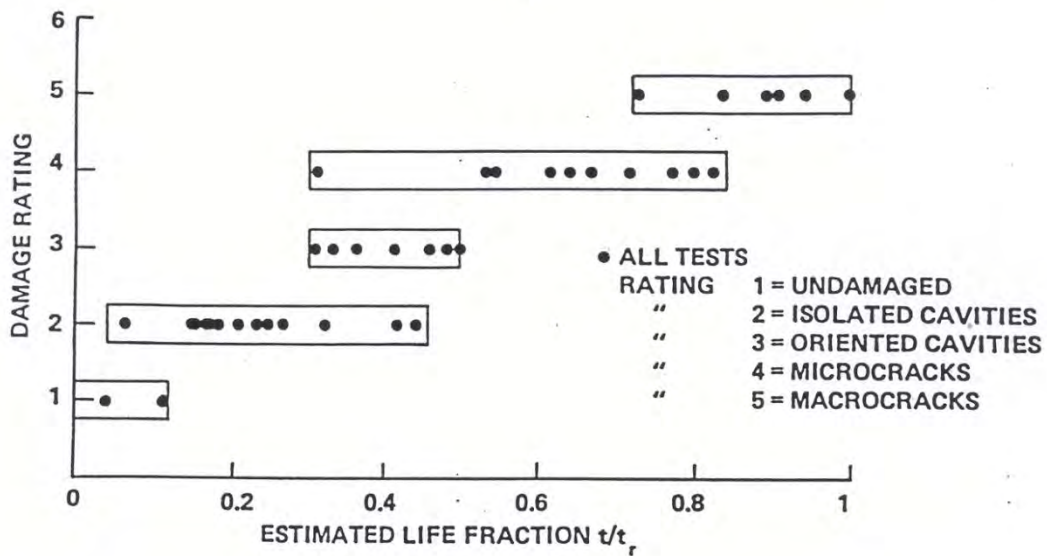 6
5
4
3
2
1
DAMAGE RATING
0
0.2
0.4
0.6
0.8
1
ESTIMATED LIFE FRACTION t/tr
ALL TESTS
RATING 1 = UNDAMAGED
" 2 = ISOLATED CAVITIES
" 3 = ORIENTED CAVITIES
" 4 = MICROCRACKS
" 5 = MACROCRACKS